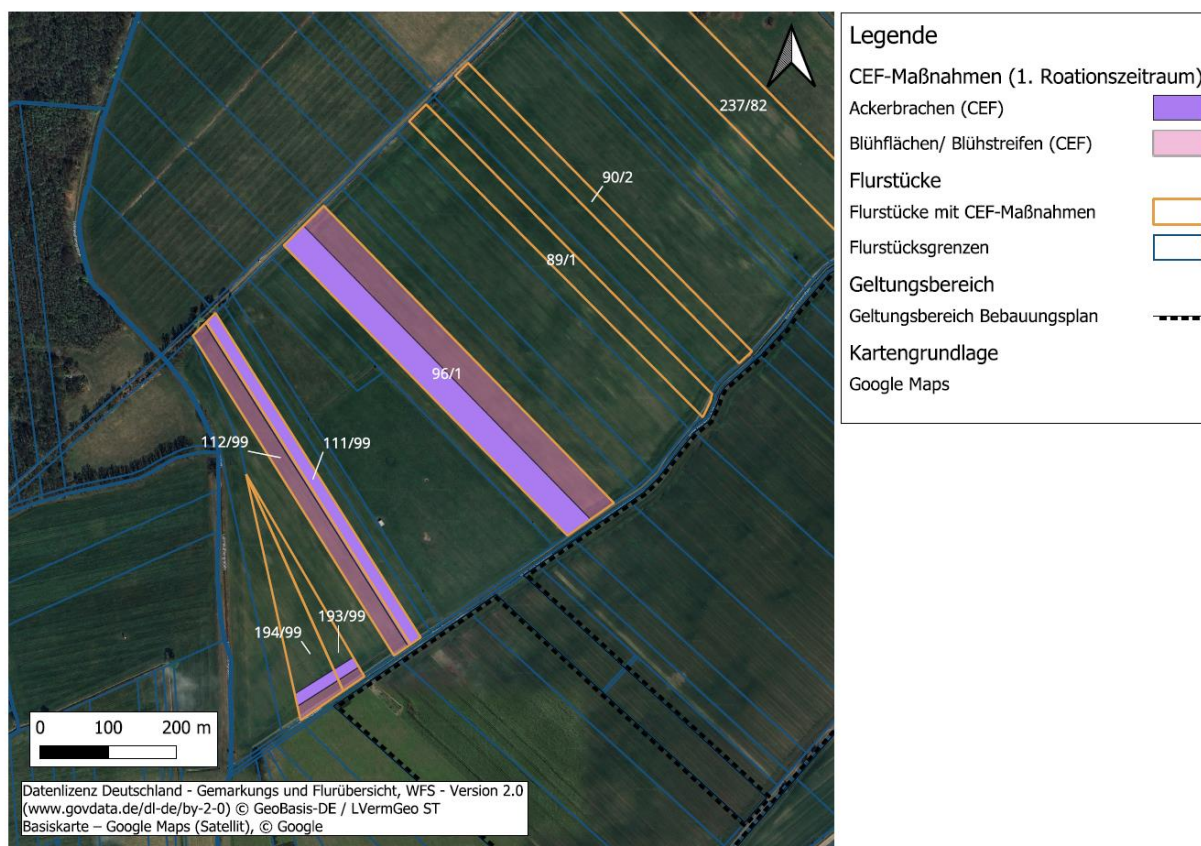 237/82
90/2
89/1
96/1
112/99
111/99
193/99
194/99
0 100 200 m
Datenlizenz Deutschland - Gemarkungs und Flurübersicht, WFS - Version 2.0
(www.govdata.de/dl-de/by-2-0) © GeoBasis-DE / LVermGeo ST
Basiskarte – Google Maps (Satellit), © Google
Legende
CEF-Maßnahmen (1. Roationszeitraum)
Ackerbrachen (CEF)
Blühflächen/ Blühstreifen (CEF)
Flurstücke
Flurstücke mit CEF-Maßnahmen
Flurstücksgrenzen
Geltungsbereich
Geltungsbereich Bebauungsplan
Kartengrundlage
Google Maps